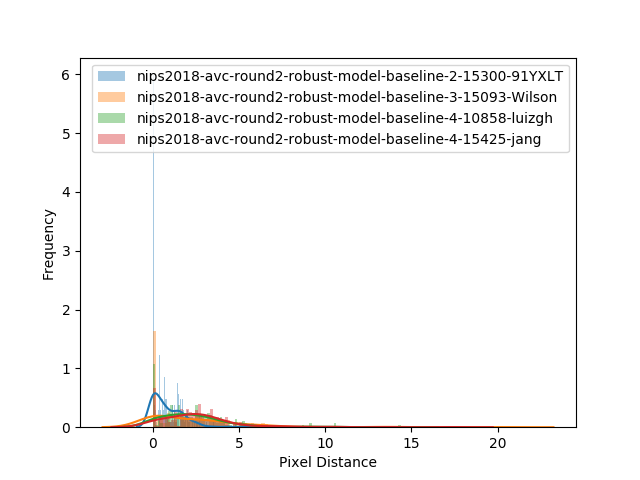 nips2018-avc-round2-robust-model-baseline-2-15300-91YXLT
nips2018-avc-round2-robust-model-baseline-3-15093-Wilson
nips2018-avc-round2-robust-model-baseline-4-10858-luizgh
nips2018-avc-round2-robust-model-baseline-4-15425-jang
6
5
4
3
2
1
0
Frequency
0 5 10 15 20
Pixel Distance